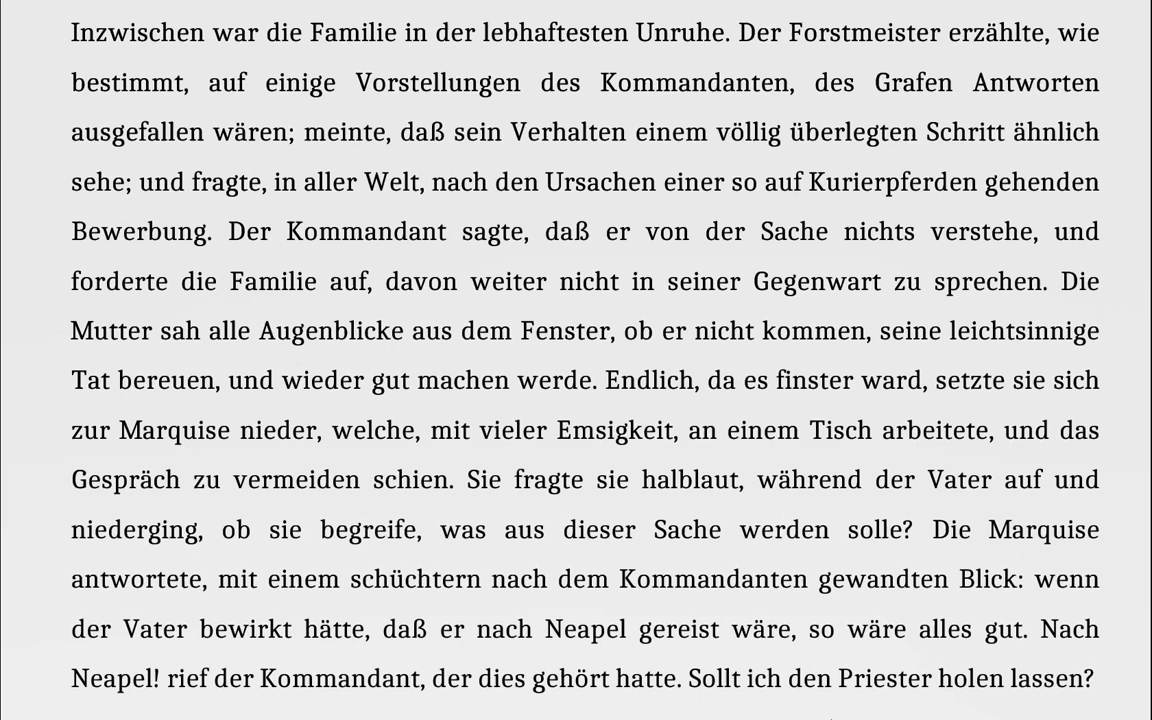 Inzwischen war die Familie in der lebhaftesten Unruhe. Der Forstmeister erzählte, wie
bestimmt, auf einige Vorstellungen des Kommandanten, des Grafen Antworten
ausgefallen wären; meinte, daß sein Verhalten einem völlig überlegten Schritt ähnlich
sehe; und fragte, in aller Welt, nach den Ursachen einer so auf Kurierpferden gehenden
Bewerbung. Der Kommandant sagte, daß er von der Sache nichts verstehe, und
forderte die Familie auf, davon weiter nicht in seiner Gegenwart zu sprechen. Die
Mutter sah alle Augenblicke aus dem Fenster, ob er nicht kommen, seine leichtsinnige
Tat bereuen, und wieder gut machen werde. Endlich, da es finster ward, setzte sie sich
zur Marquise nieder, welche, mit vieler Emsigkeit, an einem Tisch arbeitete, und das
Gespräch zu vermeiden schien. Sie fragte sie halblaut, während der Vater auf und
niederging, ob sie begreife, was aus dieser Sache werden solle? Die Marquise
antwortete, mit einem schüchtern nach dem Kommandanten gewandten Blick: wenn
der Vater bewirkt hätte, daß er nach Neapel gereist wäre, so wäre alles gut. Nach
Neapel! rief der Kommandant, der dies gehört hatte. Sollt ich den Priester holen lassen?